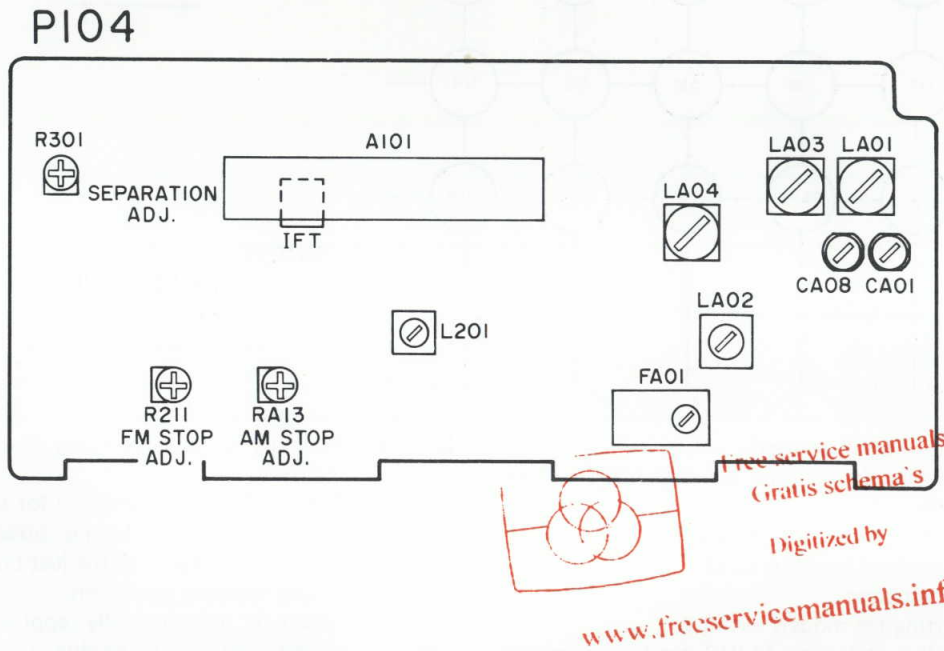 P104
R301
SEPARATION
ADJ.
A101
IFT
LA03 LA01
LA04
CA08 CA01
LA02
L201
FA01
R211
FM STOP
ADJ.
RA13
AM STOP
ADJ.
Free service manuals
Gratis schema's
Digitized by
www.freeservicemanuals.inf